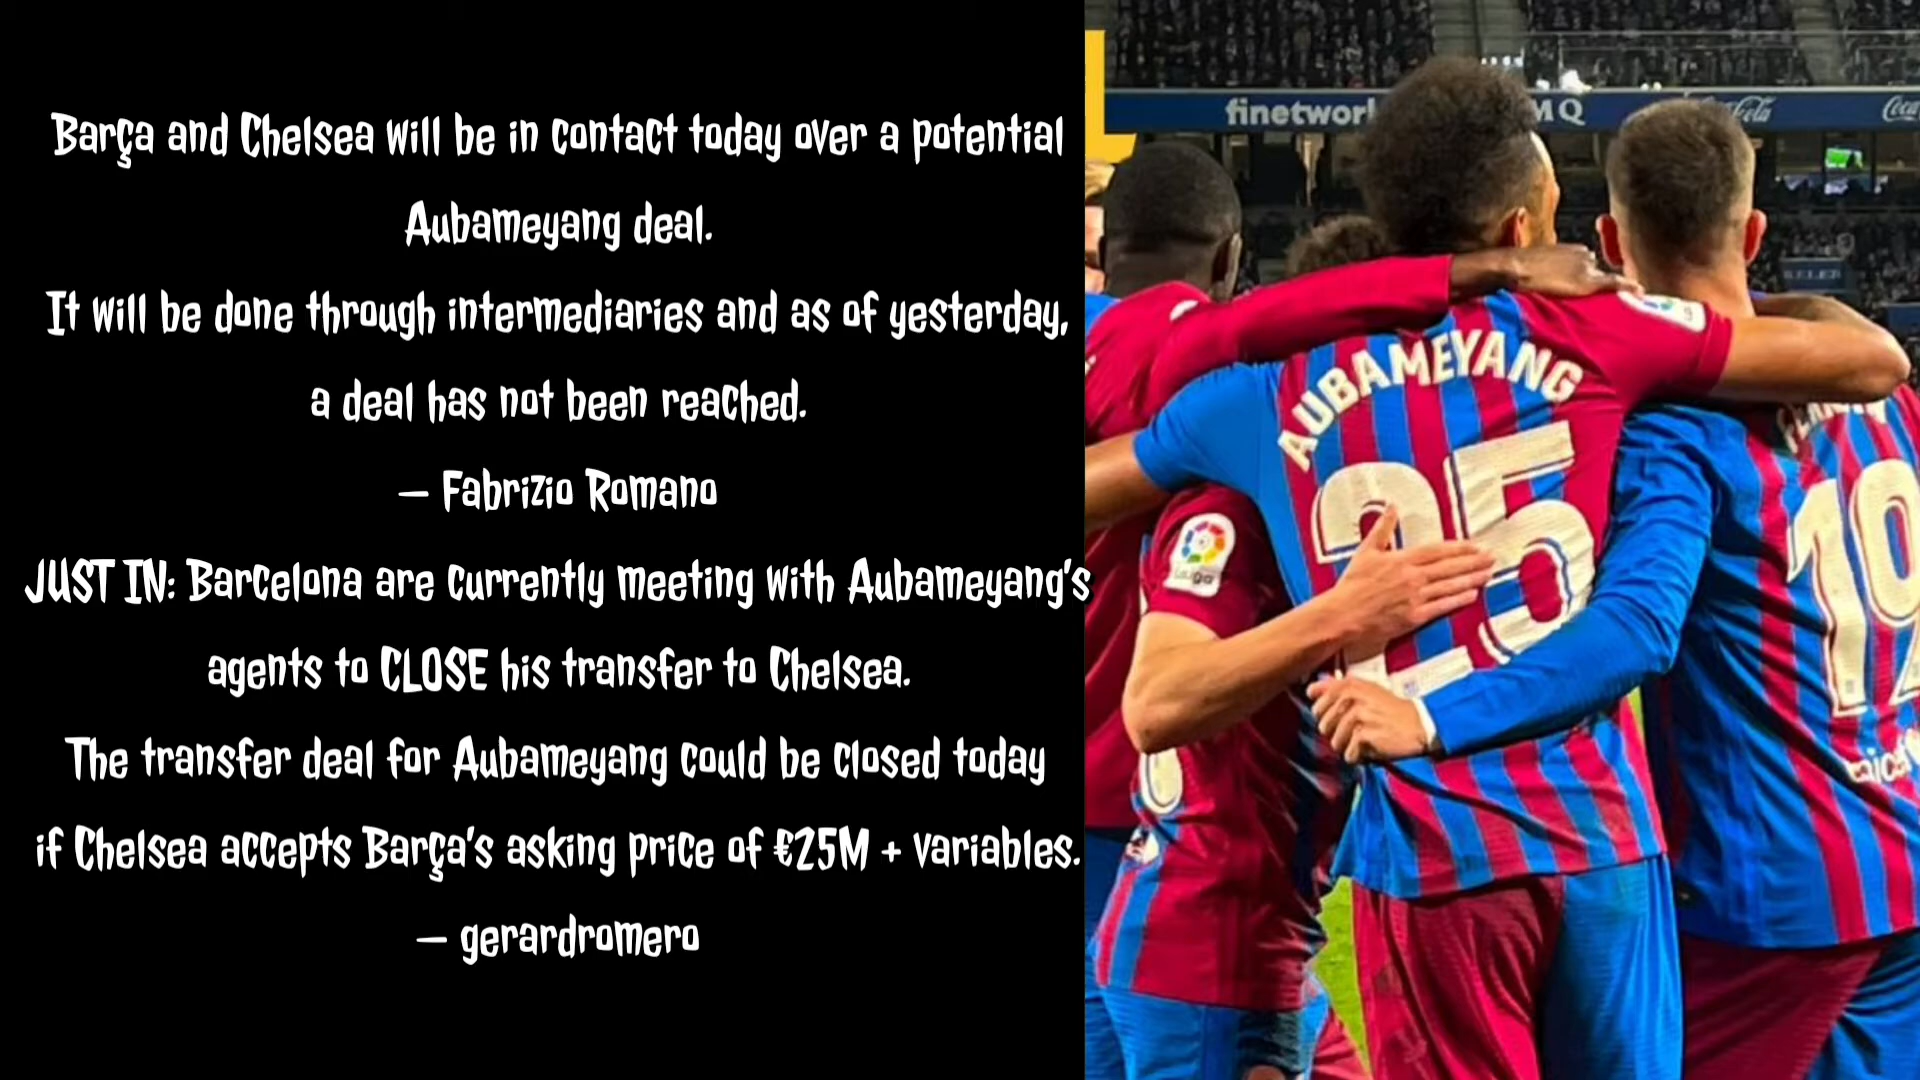 Barça and Chelsea will be in contact today over a potential
Aubameyang deal.
It will be done through intermediaries and as of yesterday,
a deal has not been reached.
— Fabrizio Romano
JUST IN: Barcelona are currently meeting with Aubameyang's
agents to CLOSE his transfer to Chelsea.
The transfer deal for Aubameyang could be closed today
if Chelsea accepts Barça's asking price of €25M + variables.
— gerardromero
finetwork
MQ
Coca
AUBAMEYANG
25
19